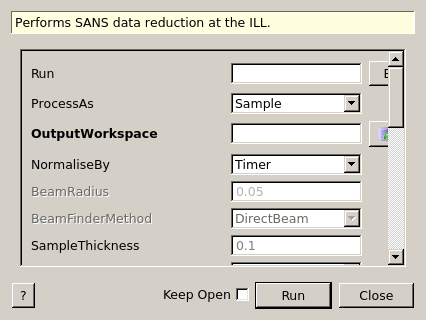 Performs SANS data reduction at the ILL.
Run
ProcessAs Sample
OutputWorkspace
NormaliseBy Timer
BeamRadius 0.05
BeamFinderMethod DirectBeam
SampleThickness 0.1
? Keep Open Run Close